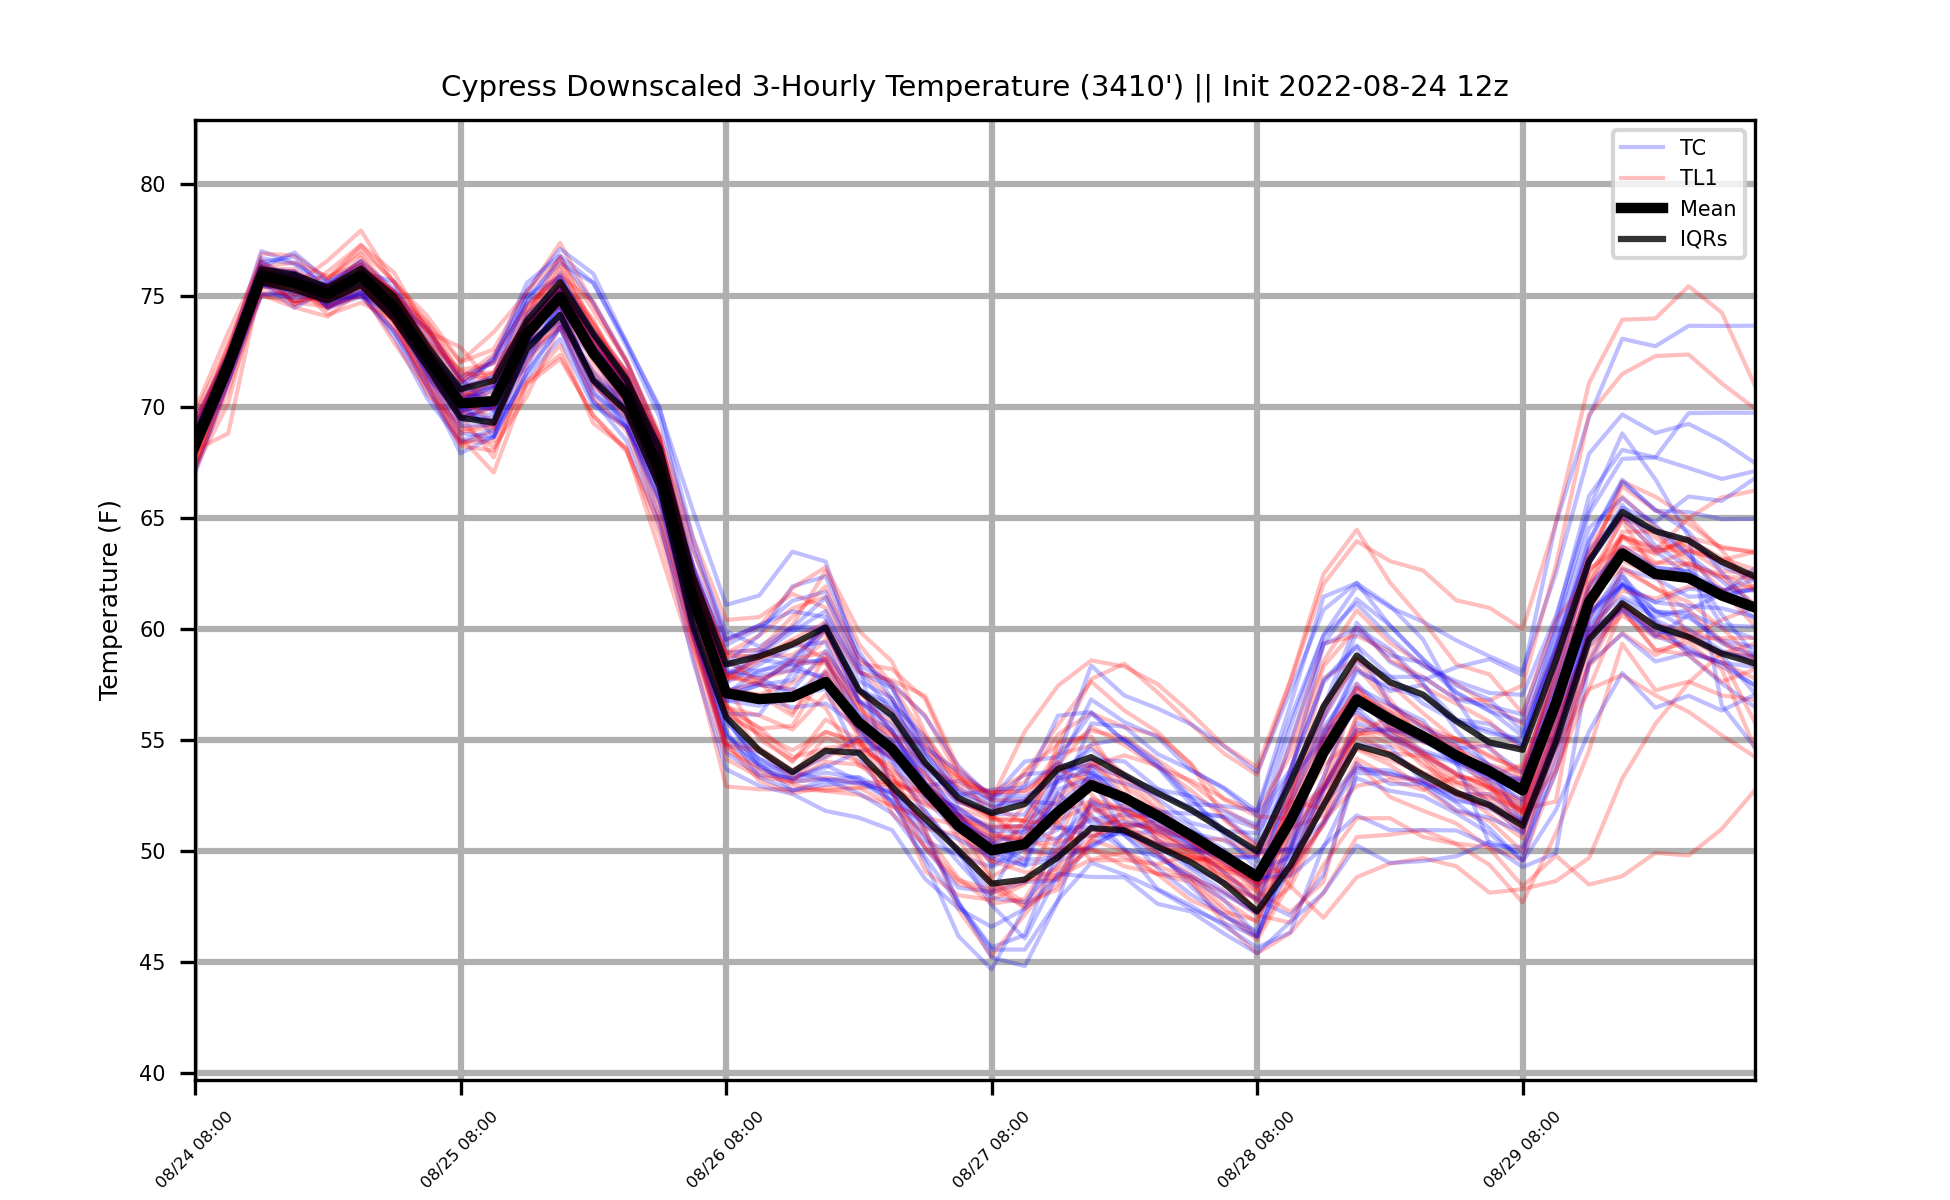 Cypress Downscaled 3-Hourly Temperature (3410') || Init 2022-08-24 12z
TC
TL1
Mean
IQRs
Temperature (F)
80
75
70
65
60
55
50
45
40
08/24 08:00
08/25 08:00
08/26 08:00
08/27 08:00
08/28 08:00
08/29 08:00